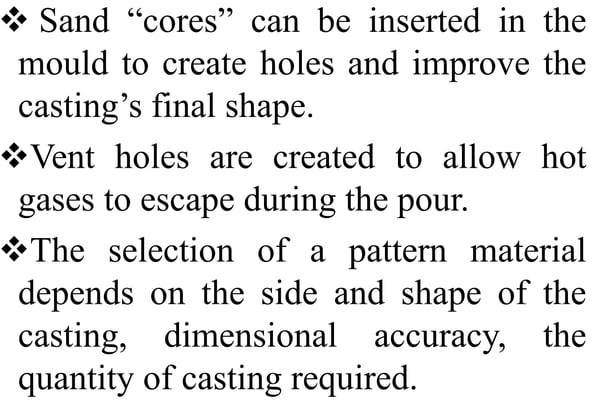 ❖ Sand “cores” can be inserted in the
mould to create holes and improve the
casting’s final shape.
❖Vent holes are created to allow hot
gases to escape during the pour.
❖The selection of a pattern material
depends on the side and shape of the
casting, dimensional accuracy, the
quantity of casting required.